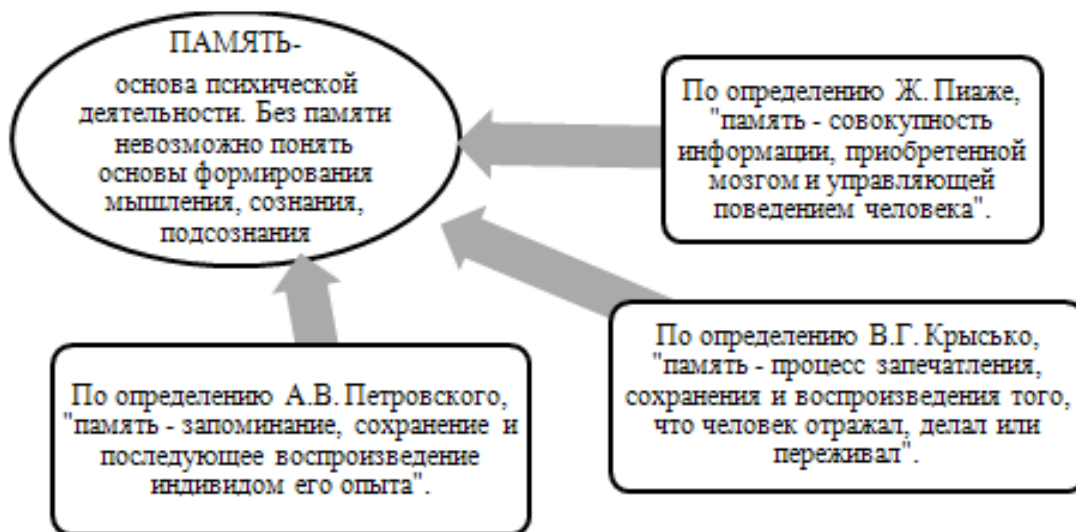 ПАМЯТЬ-
основа психической
деятельности. Без памяти
невозможно понять
основы формирования
мышления, сознания,
подсознания
По определению Ж. Пиаже,
"память - совокупность
информации, приобретенной
мозгом и управляющей
поведением человека".
По определению В.Г. Крысько,
"память - процесс запечатления,
сохранения и воспроизведения того,
что человек отражал, делал или
переживал".
По определению А.В. Петровского,
"память - запоминание, сохранение и
последующее воспроизведение
индивидом его опыта".